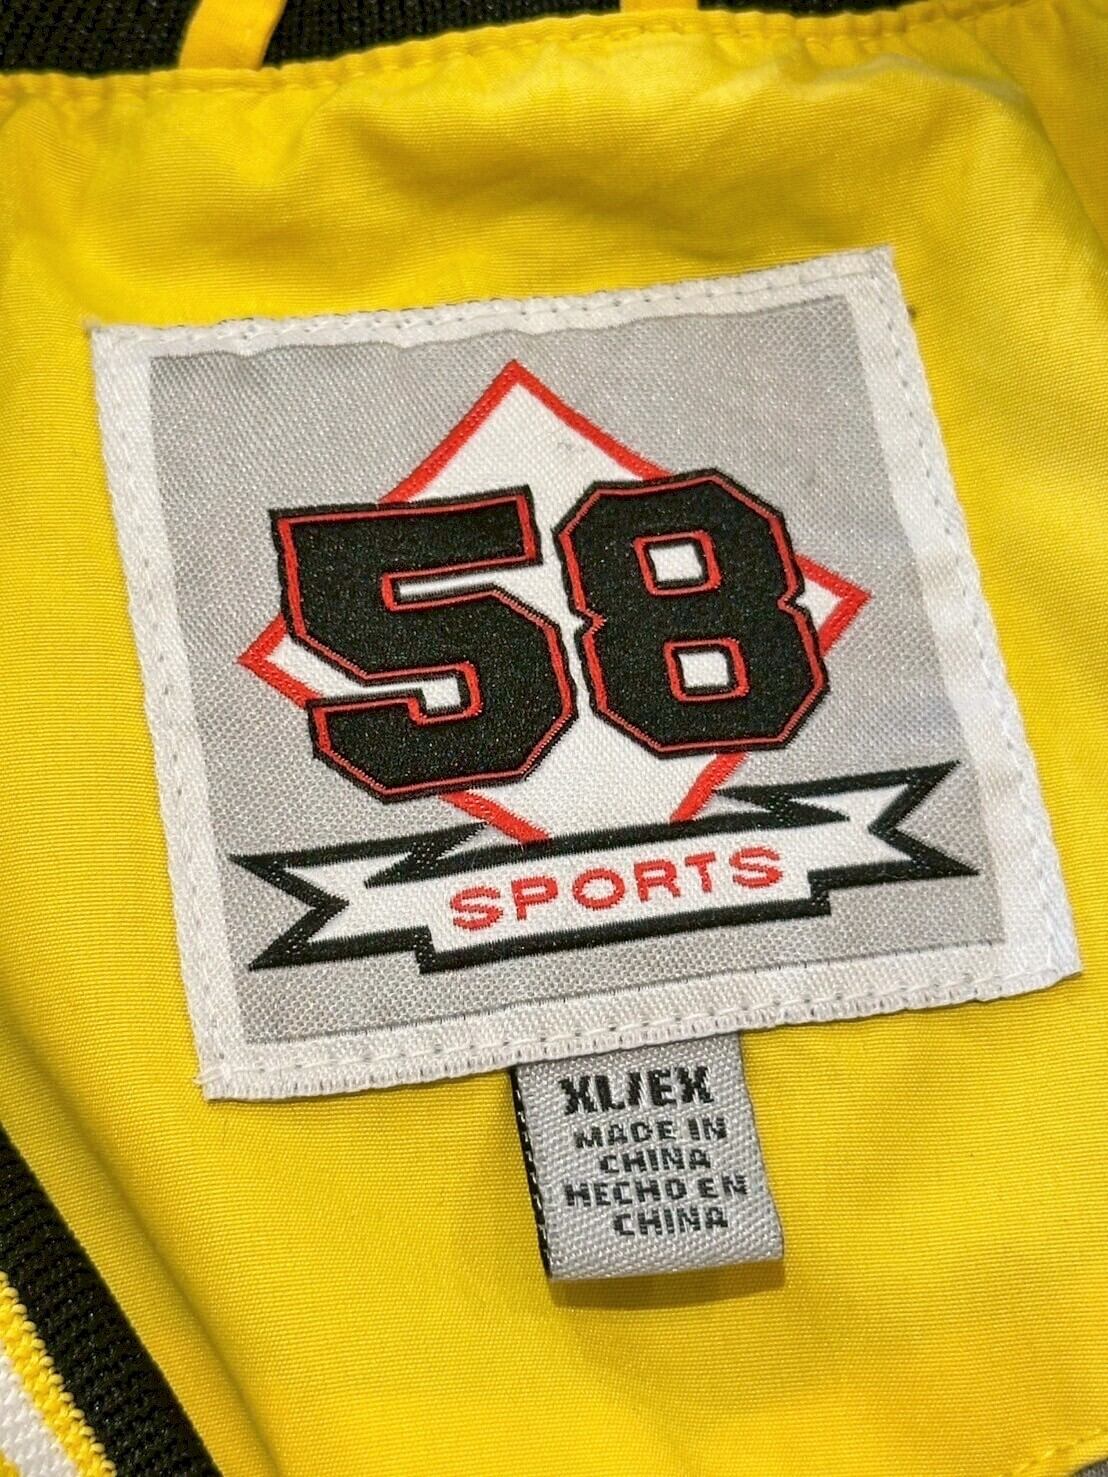 58
SPORTS
XL/EX
MADE IN
CHINA
HECHO EN
CHINA